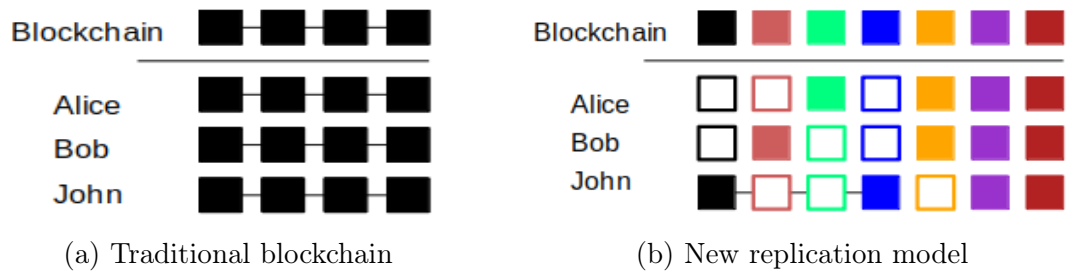 Blockchain
Alice
Bob
John
(a) Traditional blockchain
Blockchain
Alice
Bob
John
(b) New replication model